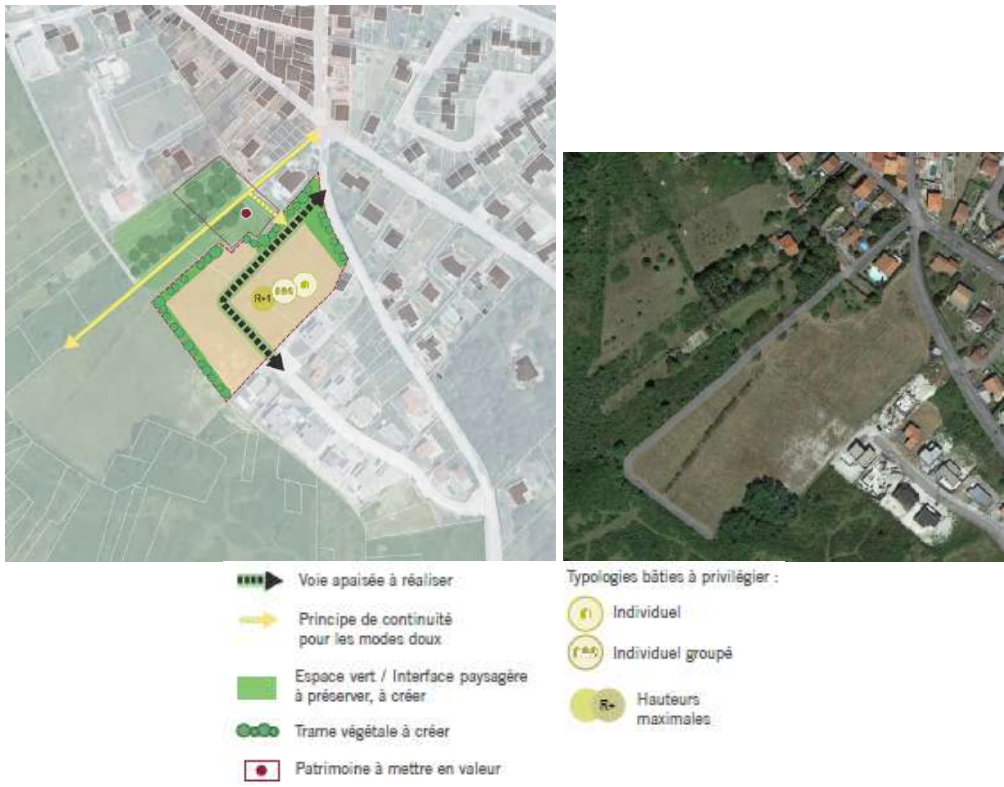 R+1
Voie apaisée à réaliser
Principe de continuité
pour les modes doux
Espace vert / Interface paysagère
à préserver, à créer
Trame végétale à créer
Patrimoine à mettre en valeur
Typologies bâties à privilégier :
Individuel
Individuel groupé
R+
Hauteurs
maximales